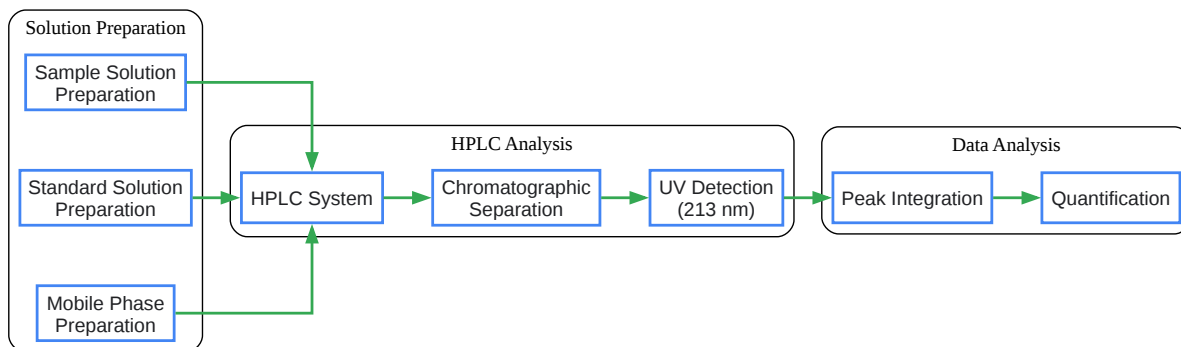 Solution Preparation
Sample Solution
Preparation
Standard Solution
Preparation
Mobile Phase
Preparation
HPLC Analysis
HPLC System
Chromatographic
Separation
UV Detection
(213 nm)
Data Analysis
Peak Integration
Quantification